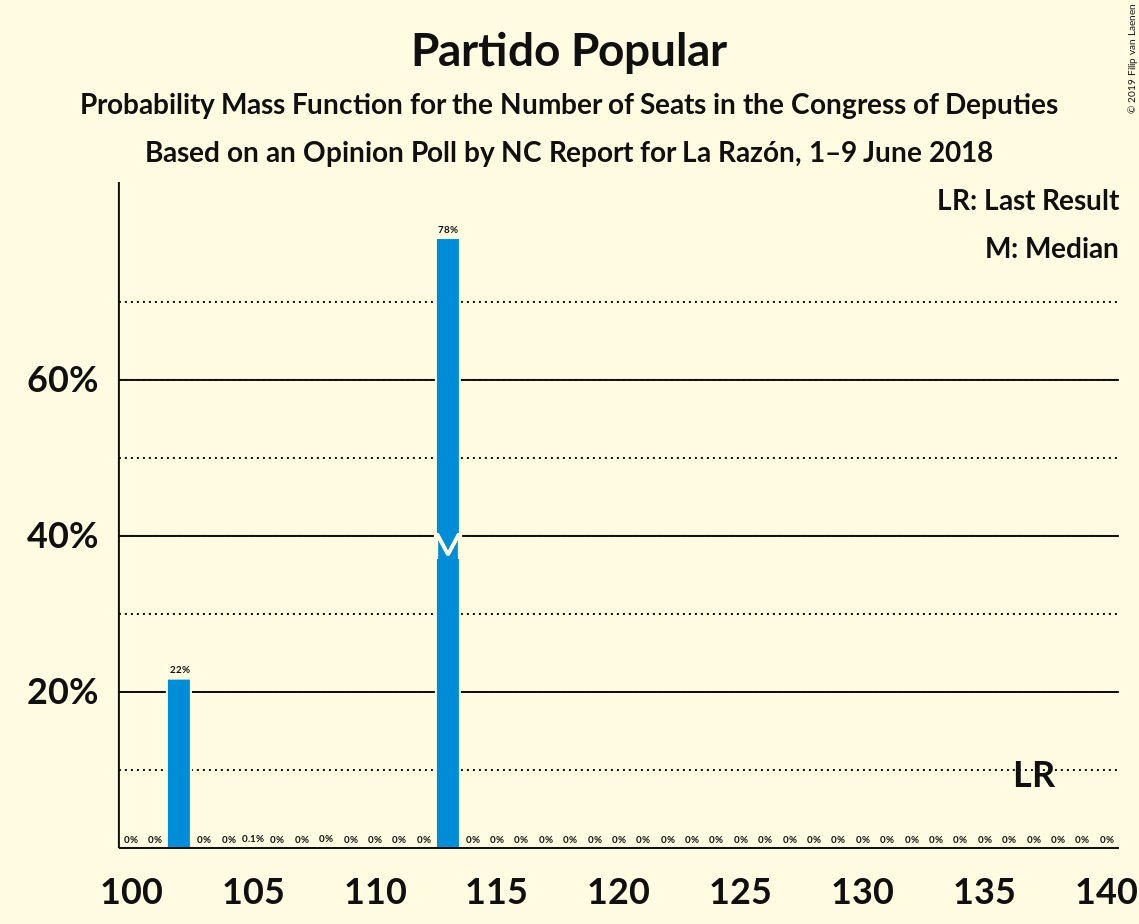 Partido Popular
Probability Mass Function for the Number of Seats in the Congress of Deputies
Based on an Opinion Poll by NC Report for La Razón, 1–9 June 2018
© 2019 Filip van Laenen
LR: Last Result
M: Median
78%
60%
40%
M
22%
20%
LR
0% 0% 0% 0% 0.1% 0% 0% 0% 0% 0% 0% 0% 0% 0% 0% 0% 0% 0% 0% 0% 0% 0% 0% 0% 0% 0% 0% 0% 0% 0% 0% 0% 0% 0% 0% 0% 0% 0% 0%
100 105 110 115 120 125 130 135 140